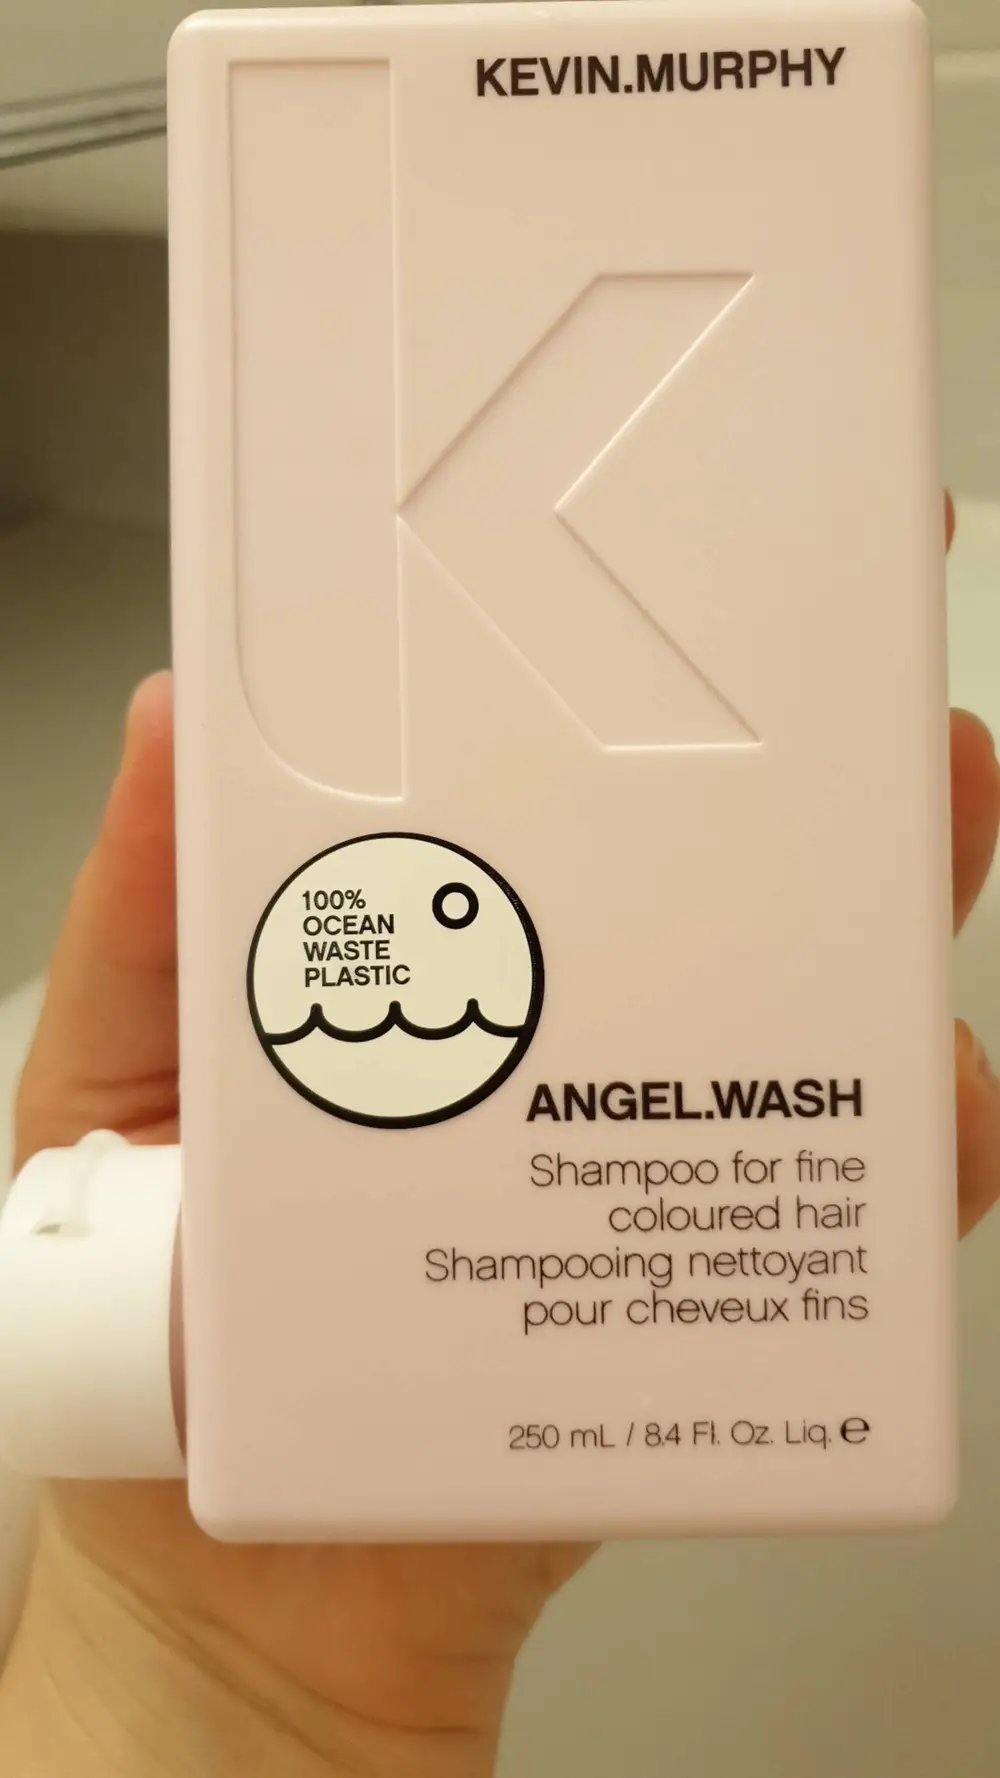 KEVIN.MURPHY
100%
OCEAN
WASTE
PLASTIC
ANGEL.WASH
Shampoo for fine
coloured hair
Shampooing nettoyant
pour cheveux fins
250 mL / 8.4 Fl. Oz. Liq. ℮